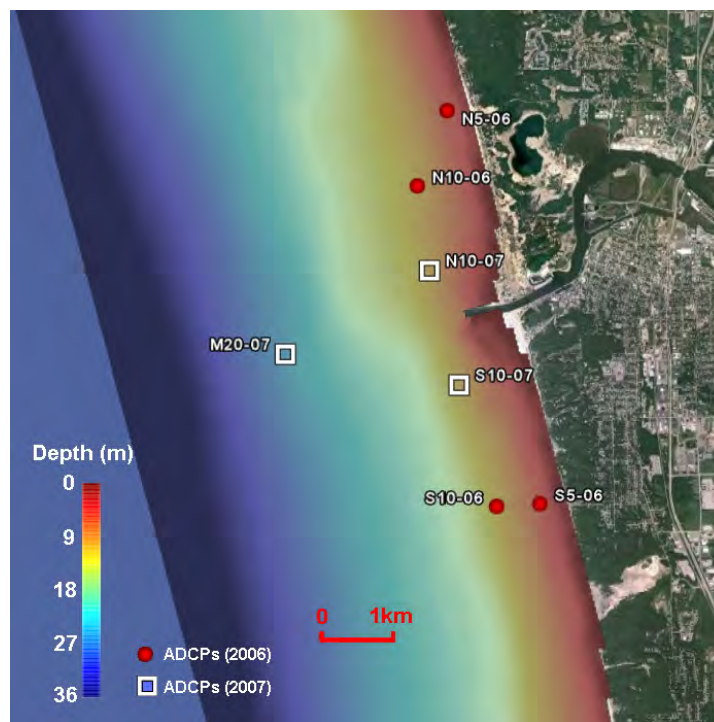 N5-06
N10-06
N10-07
M20-07
S10-07
Depth (m)
0
9
18
27
36
S10-06
S5-06
0 1km
ADCPs (2006)
ADCPs (2007)